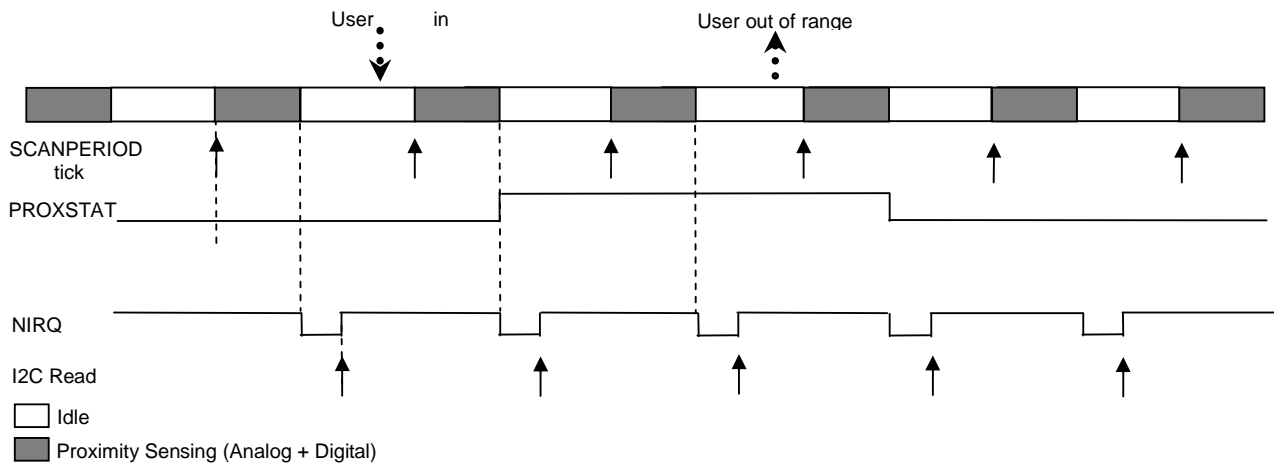 User in
User out of range
SCANPERIOD
tick
PROXSTAT
NIRQ
I2C Read
Idle
Proximity Sensing (Analog + Digital)